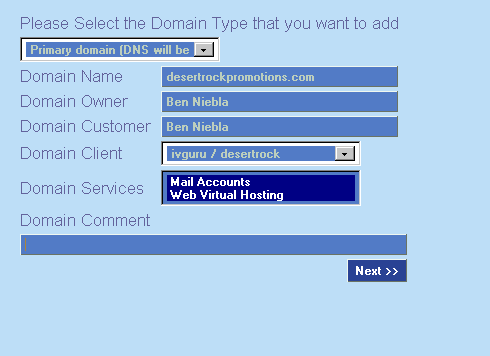 Please Select the Domain Type that you want to add
Primary domain (DNS will be
Domain Name desertrockpromotions.com
Domain Owner Ben Niebla
Domain Customer Ben Niebla
Domain Client ivguru / desertrock
Domain Services Mail Accounts
Web Virtual Hosting
Domain Comment
Next >>